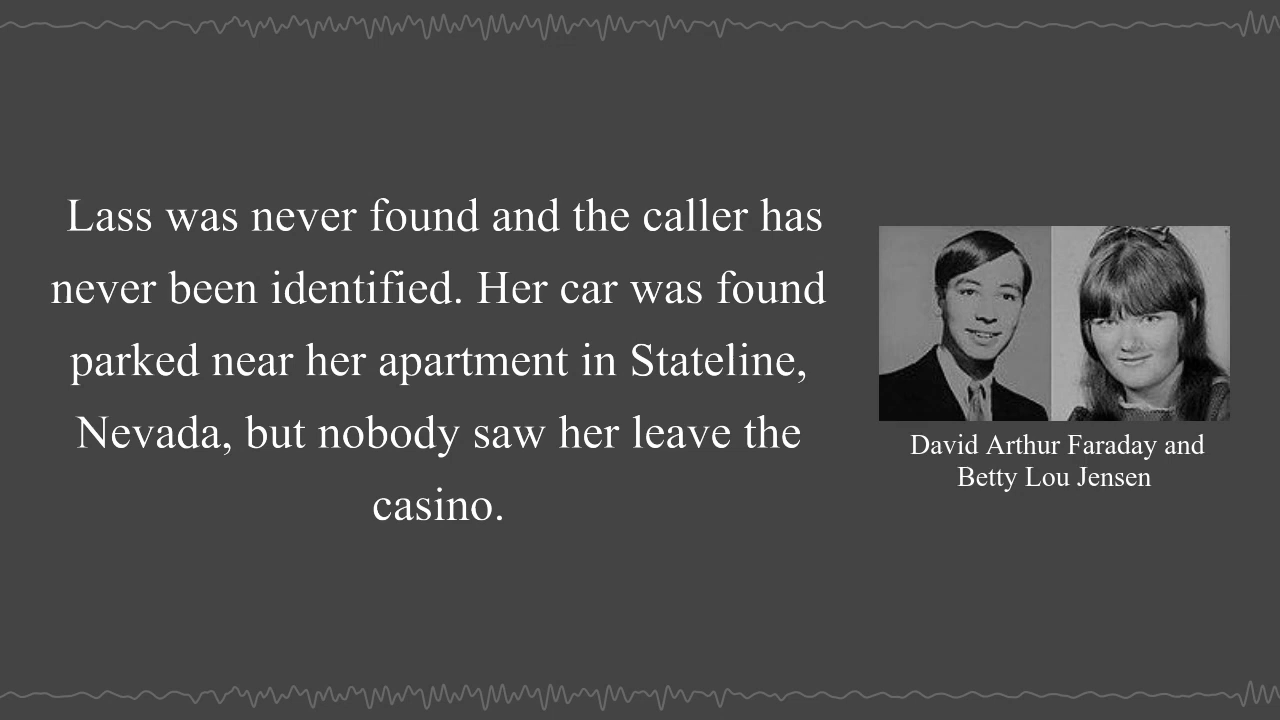 Lass was never found and the caller has
never been identified. Her car was found
parked near her apartment in Stateline,
Nevada, but nobody saw her leave the
casino.
David Arthur Faraday and
Betty Lou Jensen